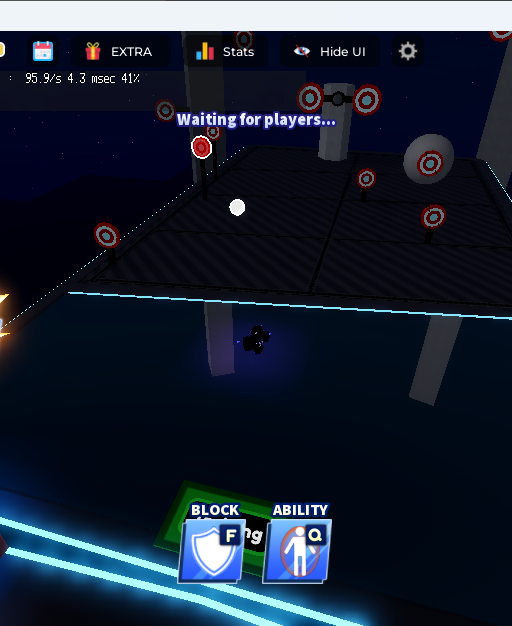 EXTRA
Stats
Hide UI
: 95.9/s 4.3 msec 41%
Waiting for players...
BLOCK
ABILITY
F
Q